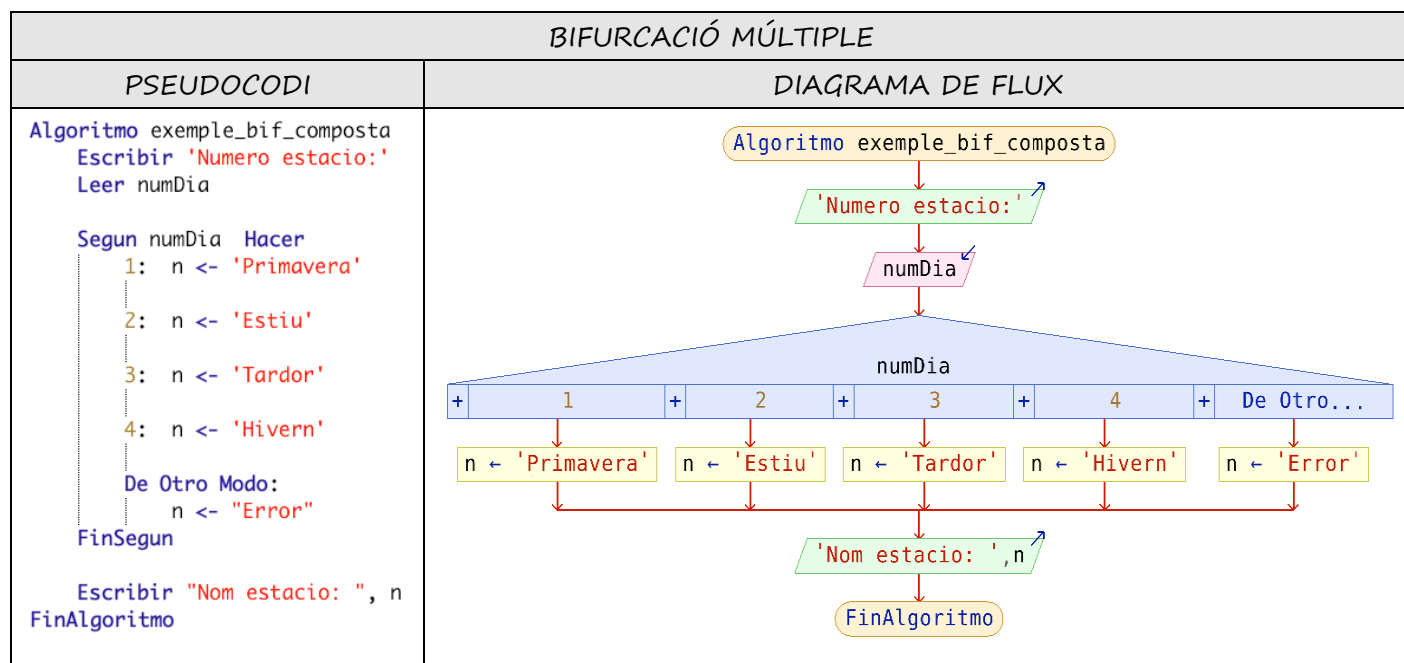 BIFURCACIÓ MÚLTIPLE
PSEUDOCODI
DIAGRAMA DE FLUX
Algoritmo exemple_bif_composta
Escribir 'Numero estacio:'
Leer numDia
Segun numDia Hacer
1: n <- 'Primavera'
2: n <- 'Estiu'
3: n <- 'Tardor'
4: n <- 'Hivern'
De Otro Modo:
n <- "Error"
FinSegun
Escribir "Nom estacio: ", n
FinAlgoritmo
Algoritmo exemple_bif_composta
'Numero estacio:'
numDia
numDia
+ 1 + 2 + 3 + 4 + De Otro...
n ← 'Primavera' n ← 'Estiu' n ← 'Tardor' n ← 'Hivern' n ← 'Error'
'Nom estacio: ',n
FinAlgoritmo